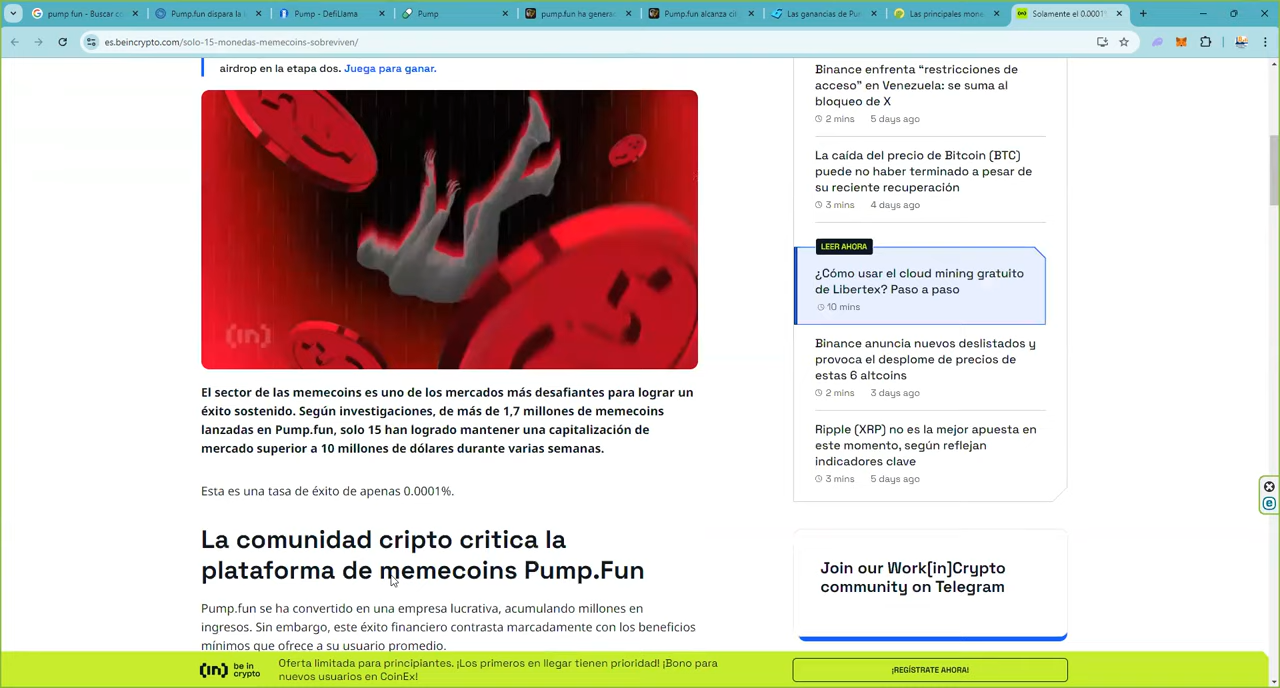 pump fun - Buscar c
Pump.fun dispara la
Pump - DefiLlama
Pump
pump.fun ha genera
Pump.fun alcanza cif
Las ganancias de Pu
Las principales mone
Solamente el 0.0001
es.beincrypto.com/solo-15-monedas-memecoins-sobreviven/
airdrop en la etapa dos. Juega para ganar.
(in)
El sector de las memecoins es uno de los mercados más desafiantes para lograr un
éxito sostenido. Según investigaciones, de más de 1,7 millones de memecoins
lanzadas en Pump.fun, solo 15 han logrado mantener una capitalización de
mercado superior a 10 millones de dólares durante varias semanas.
Esta es una tasa de éxito de apenas 0.0001%.
La comunidad cripto critica la
plataforma de memecoins Pump.Fun
Pump.fun se ha convertido en una empresa lucrativa, acumulando millones en
ingresos. Sin embargo, este éxito financiero contrasta marcadamente con los beneficios
mínimos que ofrece a su usuario promedio.
Binance enfrenta “restricciones de
acceso” en Venezuela: se suma al
bloqueo de X
2 mins 5 days ago
La caída del precio de Bitcoin (BTC)
puede no haber terminado a pesar de
su reciente recuperación
3 mins 4 days ago
LEER AHORA
¿Cómo usar el cloud mining gratuito
de Libertex? Paso a paso
10 mins
Binance anuncia nuevos deslistados y
provoca el desplome de precios de
estas 6 altcoins
2 mins 3 days ago
Ripple (XRP) no es la mejor apuesta en
este momento, según reflejan
indicadores clave
3 mins 5 days ago
Join our Work[in]Crypto
community on Telegram
(in) be in
crypto
Oferta limitada para principiantes. ¡Los primeros en llegar tienen prioridad! ¡Bono para
nuevos usuarios en CoinEx!
¡REGÍSTRATE AHORA!